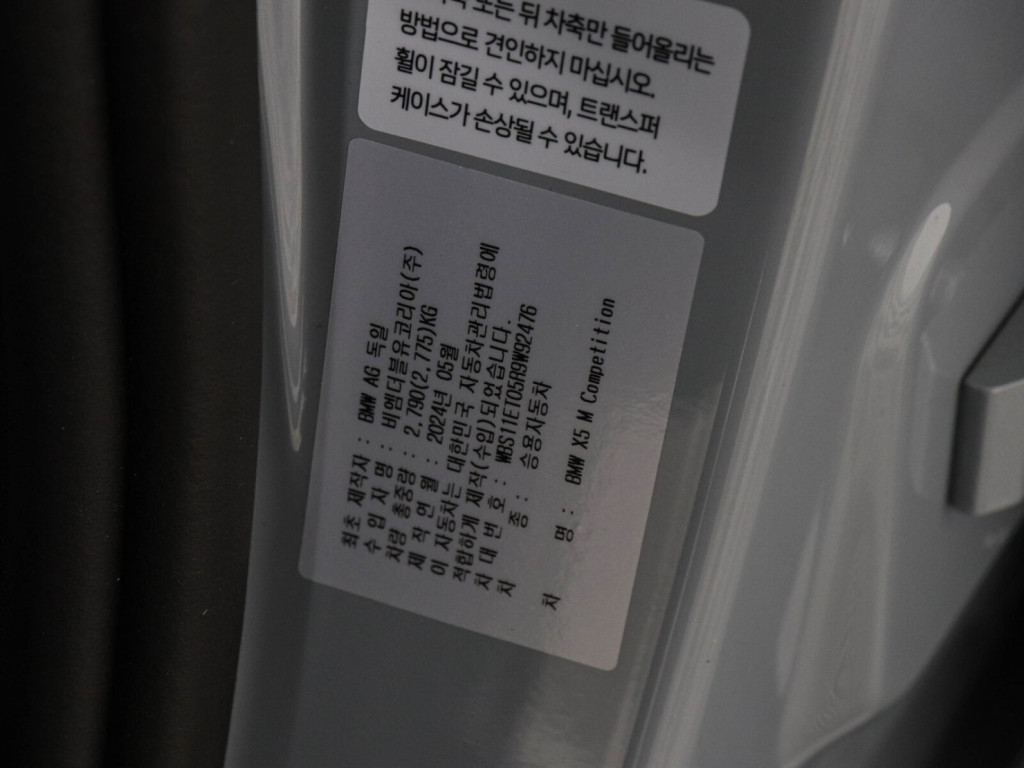 또는 뒤 차축만 들어올리는
방법으로 견인하지 마십시오.
휠이 잠길 수 있으며, 트랜스퍼
케이스가 손상될 수 있습니다.
최초 제작자 : BMW AG 독일
수 입 자 명 : 비엠더블유코리아(주)
차량 총중량 : 2,790(2,775)KG
제 작 연 월 : 2024년 05월
이 자동차는 대한민국 자동차관리법령에
적합하게 제작(수입)되었습니다.
차 대 번 호 : WBS11ET05R9W92476
차 종 : 승용자동차
차 명 : BMW X5 M Competition